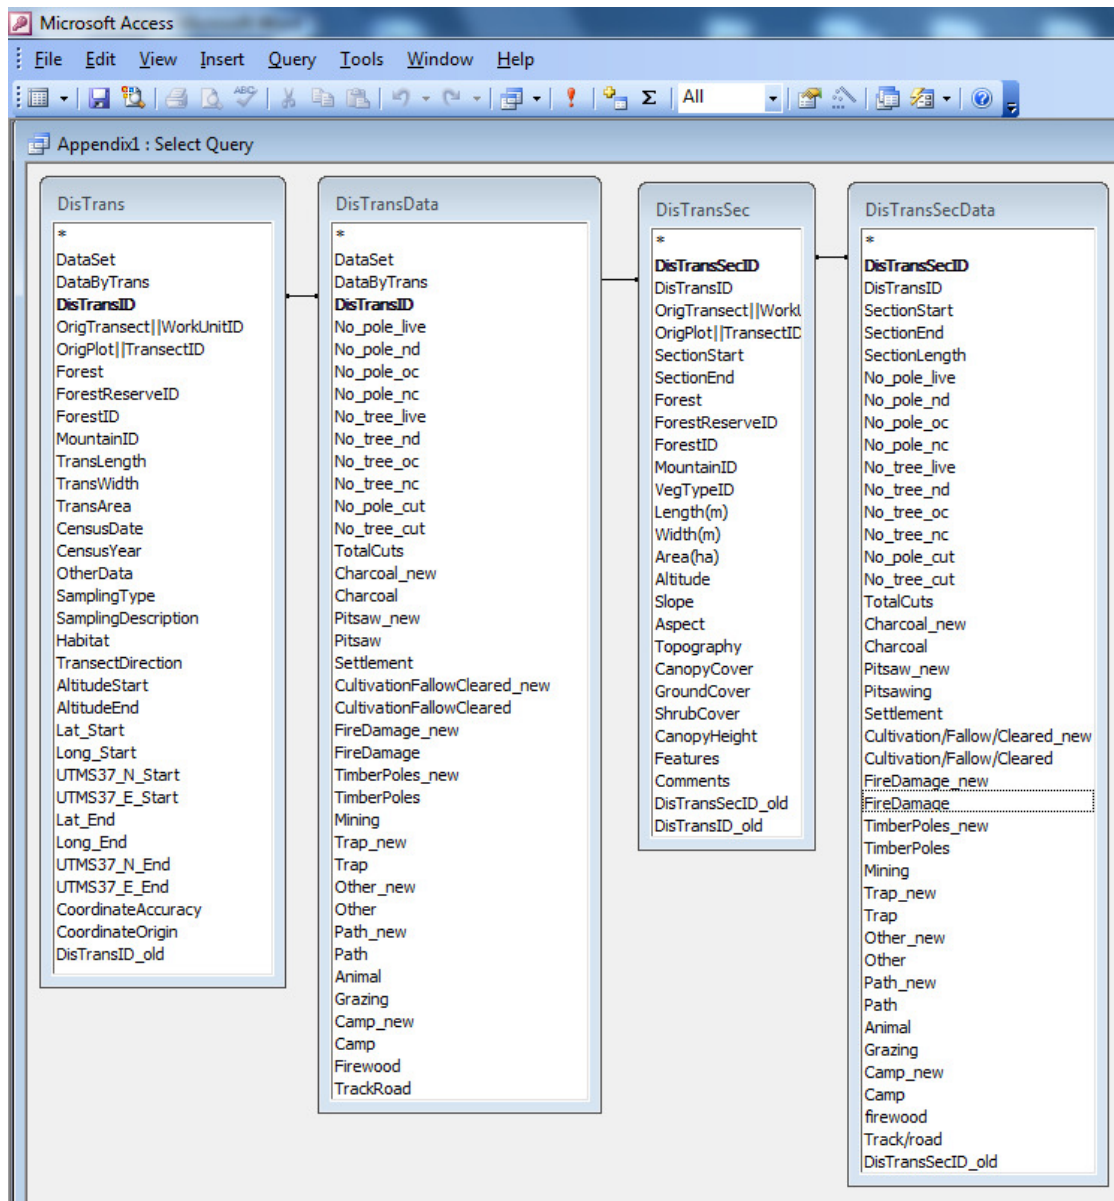 Microsoft Access
File Edit View Insert Query Tools Window Help
ABC Σ All
Appendix1 : Select Query
DisTrans
*
DataSet
DataByTrans
DisTransID
OrigTransect||WorkUnitID
OrigPlot||TransectID
Forest
ForestReserveID
ForestID
MountainID
TransLength
TransWidth
TransArea
CensusDate
CensusYear
OtherData
SamplingType
SamplingDescription
Habitat
TransectDirection
AltitudeStart
AltitudeEnd
Lat_Start
Long_Start
UTMS37_N_Start
UTMS37_E_Start
Lat_End
Long_End
UTMS37_N_End
UTMS37_E_End
CoordinateAccuracy
CoordinateOrigin
DisTransID_old
DisTransData
*
DataSet
DataByTrans
DisTransID
No_pole_live
No_pole_nd
No_pole_oc
No_pole_nc
No_tree_live
No_tree_nd
No_tree_oc
No_tree_nc
No_pole_cut
No_tree_cut
TotalCuts
Charcoal_new
Charcoal
Pitsaw_new
Pitsaw
Settlement
CultivationFallowCleared_new
CultivationFallowCleared
FireDamage_new
FireDamage
TimberPoles_new
TimberPoles
Mining
Trap_new
Trap
Other_new
Other
Path_new
Path
Animal
Grazing
Camp_new
Camp
Firewood
TrackRoad
DisTransSec
*
DisTransSecID
DisTransID
OrigTransect||WorkU
OrigPlot||TransectID
SectionStart
SectionEnd
Forest
ForestReserveID
ForestID
MountainID
VegTypeID
Length(m)
Width(m)
Area(ha)
Altitude
Slope
Aspect
Topography
CanopyCover
GroundCover
ShrubCover
CanopyHeight
Features
Comments
DisTransSecID_old
DisTransID_old
DisTransSecData
*
DisTransSecID
DisTransID
SectionStart
SectionEnd
SectionLength
No_pole_live
No_pole_nd
No_pole_oc
No_pole_nc
No_tree_live
No_tree_nd
No_tree_oc
No_tree_nc
No_pole_cut
No_tree_cut
TotalCuts
Charcoal_new
Charcoal
Pitsaw_new
Pitsawing
Settlement
Cultivation/Fallow/Cleared_new
Cultivation/Fallow/Cleared
FireDamage_new
FireDamage
TimberPoles_new
TimberPoles
Mining
Trap_new
Trap
Other_new
Other
Path_new
Path
Animal
Grazing
Camp_new
Camp
firewood
Track/road
DisTransSecID_old